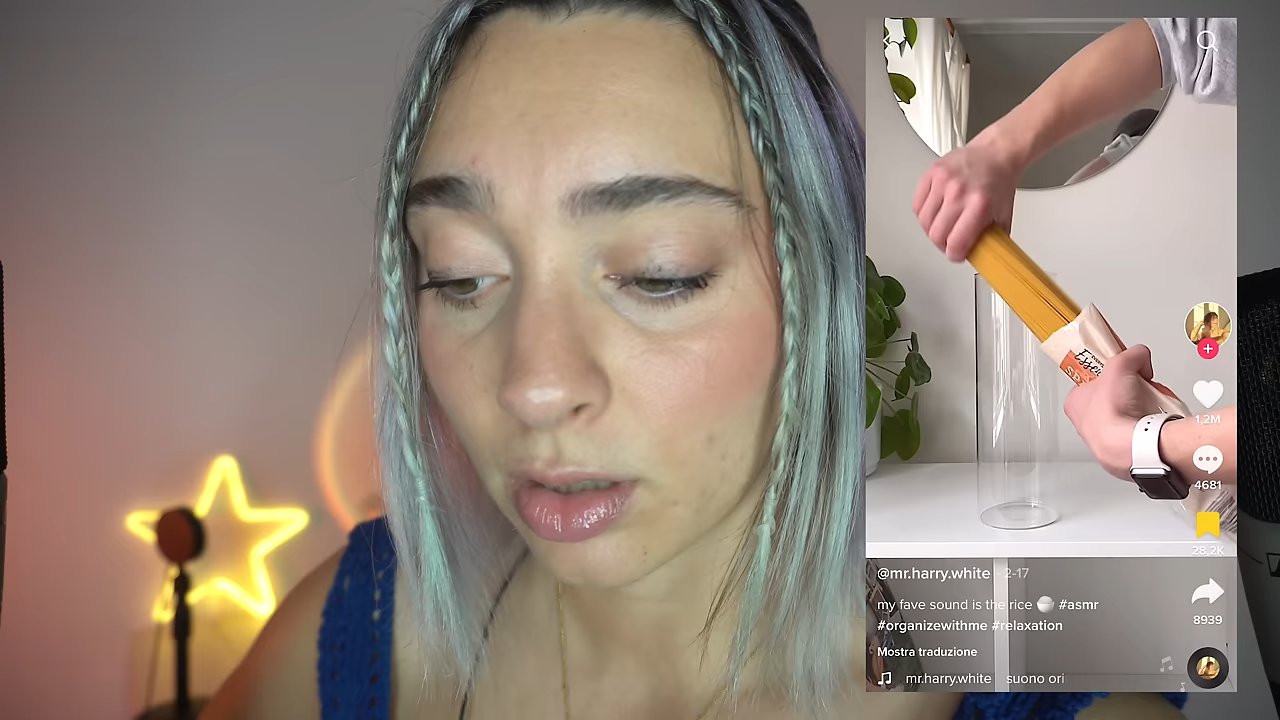 Essen
1,2M
4681
28.2K
@mr.harry.white · 2-17
my fave sound is the rice 🍚 #asmr
#organizewithme #relaxation
8939
Mostra traduzione
mr.harry.white suono ori